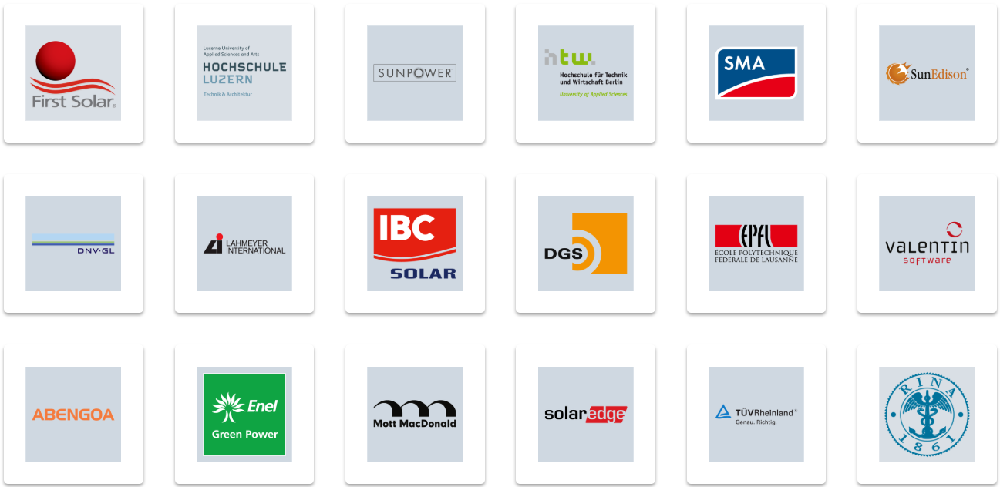 First Solar®
Lucerne University of
Applied Sciences and Arts
HOCHSCHULE
LUZERN
Technik & Architektur
SUNPOWER®
htw.
Hochschule für Technik
und Wirtschaft Berlin
University of Applied Sciences
SMA
SunEdison®
DNV·GL
LAHMEYER
INTERNATIONAL
IBC
SOLAR
DGS
EPFL
ÉCOLE POLYTECHNIQUE
FÉDÉRALE DE LAUSANNE
valentin
software
ABENGOA
Enel
Green Power
Mott MacDonald
solaredge
TÜVRheinland®
Genau. Richtig.
RINA
1861